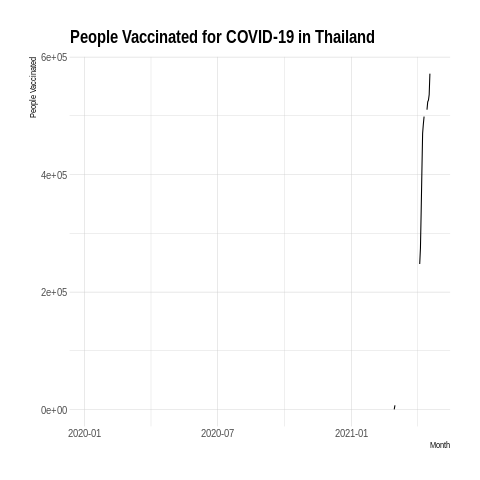 People Vaccinated for COVID-19 in Thailand
People Vaccinated
6e+05
4e+05
2e+05
0e+00
2020-01
2020-07
2021-01
Month